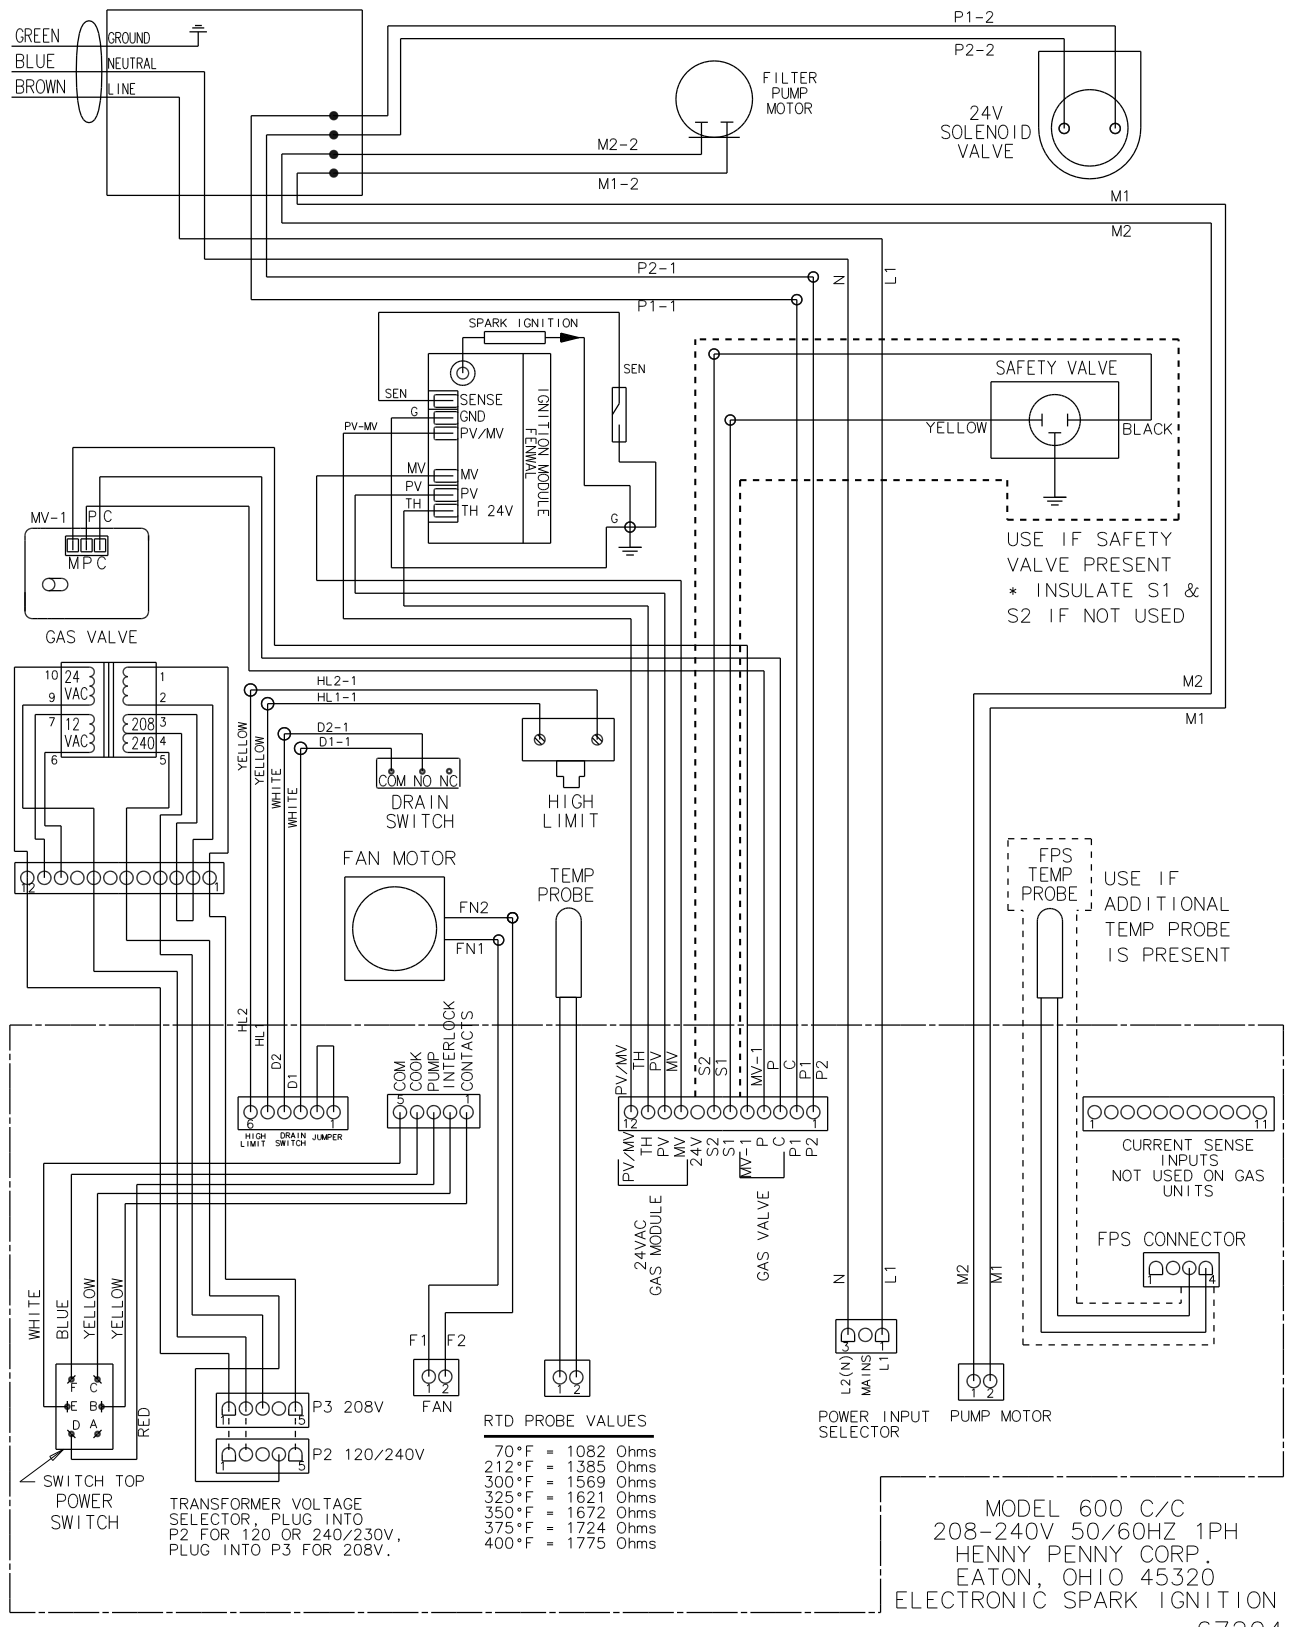 GREEN
GROUND
BLUE
NEUTRAL
BROWN
LINE
P1-2
P2-2
FILTER
PUMP
MOTOR
24V
SOLENOID
VALVE
M2-2
M1-2
M1
M2
P2-1
P1-1
N
L1
SPARK IGNITION
SEN
SEN
SENSE
G
GND
PV-MV
PV/MV
MV
MV
PV
PV
TH
TH 24V
IGNITION MODULE
FENWAL
G
SAFETY VALVE
YELLOW
BLACK
USE IF SAFETY
VALVE PRESENT
* INSULATE S1 &
S2 IF NOT USED
MV-1
P
C
M P C
GAS VALVE
10
24
VAC
9
7
12
VAC
6
1
2
208
3
240
4
5
12
1
HL2-1
HL1-1
D2-1
D1-1
YELLOW
YELLOW
WHITE
WHITE
COM NO NC
DRAIN
SWITCH
HIGH
LIMIT
M2
M1
FAN MOTOR
FN2
FN1
TEMP
PROBE
FPS
TEMP
PROBE
USE IF
ADDITIONAL
TEMP PROBE
IS PRESENT
HL2
HL1
D2
D1
6
1
HIGH
LIMIT
DRAIN
SWITCH
JUMPER
COM
COOK
PUMP
INTERLOCK
CONTACTS
5
1
PV/MV
TH
PV
MV
S2
S1
MV-1
P
C
P1
P2
12
1
PV/MV
TH
PV
MV
24V
S2
S1
MV-1
P
C
P1
P2
24VAC
GAS MODULE
GAS VALVE
1
11
CURRENT SENSE
INPUTS
NOT USED ON GAS
UNITS
FPS CONNECTOR
1
4
N
L1
M2
M1
WHITE
BLUE
YELLOW
YELLOW
F
C
E
B
D
A
RED
SWITCH TOP
POWER
SWITCH
1
5
P3 208V
1
5
P2 120/240V
TRANSFORMER VOLTAGE
SELECTOR, PLUG INTO
P2 FOR 120 OR 240/230V,
PLUG INTO P3 FOR 208V.
F1
F2
1
2
FAN
1
2
RTD PROBE VALUES
70°F = 1082 Ohms
212°F = 1385 Ohms
300°F = 1569 Ohms
325°F = 1621 Ohms
350°F = 1672 Ohms
375°F = 1724 Ohms
400°F = 1775 Ohms
3
1
L2(N)
MAINS
L1
POWER INPUT
SELECTOR
1
2
PUMP MOTOR
MODEL 600 C/C
208-240V 50/60HZ 1PH
HENNY PENNY CORP.
EATON, OHIO 45320
ELECTRONIC SPARK IGNITION